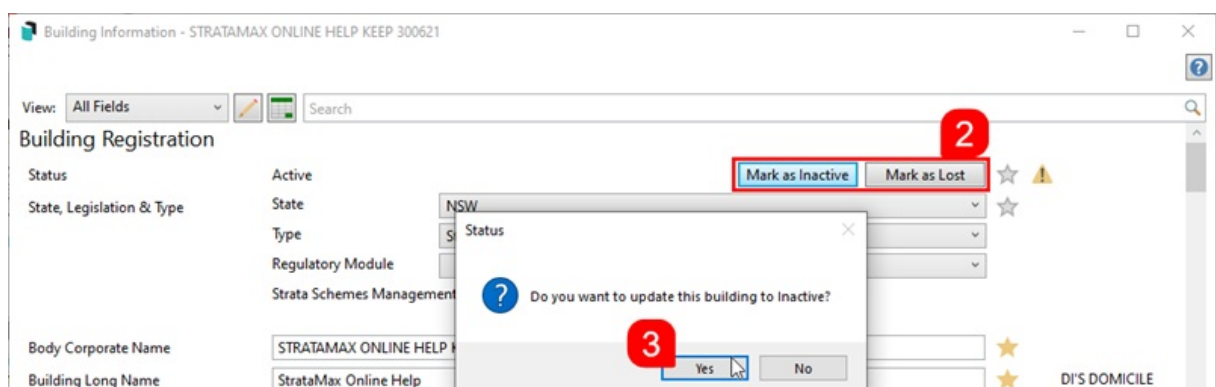 Building Information - STRATAMAX ONLINE HELP KEEP 300621
View: All Fields Search
Building Registration
2
Status Active Mark as Inactive Mark as Lost
State, Legislation & Type State NSW
Type
Status
Regulatory Module
Strata Schemes Management
Do you want to update this building to Inactive?
3
Yes No
Body Corporate Name STRATAMAX ONLINE HELP
Building Long Name StrataMax Online Help DI'S DOMICILE